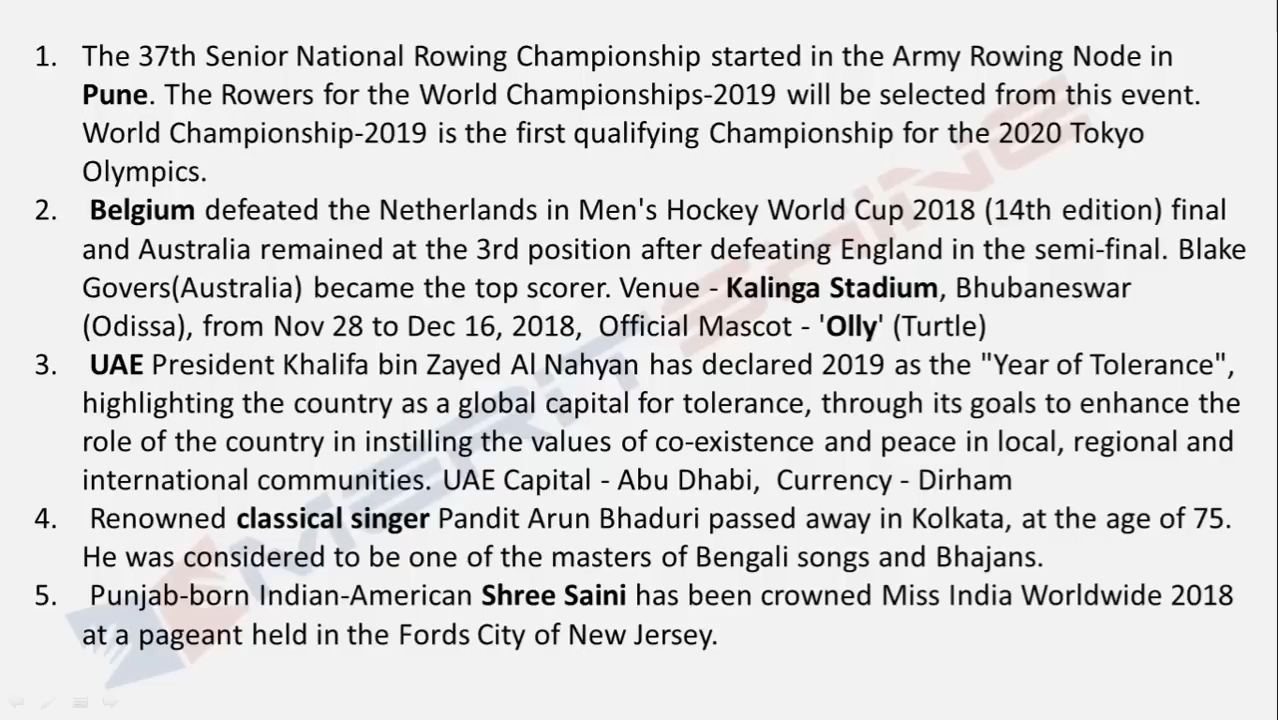 1. The 37th Senior National Rowing Championship started in the Army Rowing Node in
Pune. The Rowers for the World Championships-2019 will be selected from this event.
World Championship-2019 is the first qualifying Championship for the 2020 Tokyo
Olympics.
2. Belgium defeated the Netherlands in Men's Hockey World Cup 2018 (14th edition) final
and Australia remained at the 3rd position after defeating England in the semi-final. Blake
Govers(Australia) became the top scorer. Venue - Kalinga Stadium, Bhubaneswar
(Odissa), from Nov 28 to Dec 16, 2018, Official Mascot - 'Olly' (Turtle)
3. UAE President Khalifa bin Zayed Al Nahyan has declared 2019 as the "Year of Tolerance",
highlighting the country as a global capital for tolerance, through its goals to enhance the
role of the country in instilling the values of co-existence and peace in local, regional and
international communities. UAE Capital - Abu Dhabi, Currency - Dirham
4. Renowned classical singer Pandit Arun Bhaduri passed away in Kolkata, at the age of 75.
He was considered to be one of the masters of Bengali songs and Bhajans.
5. Punjab-born Indian-American Shree Saini has been crowned Miss India Worldwide 2018
at a pageant held in the Fords City of New Jersey.
MERIT SHINE